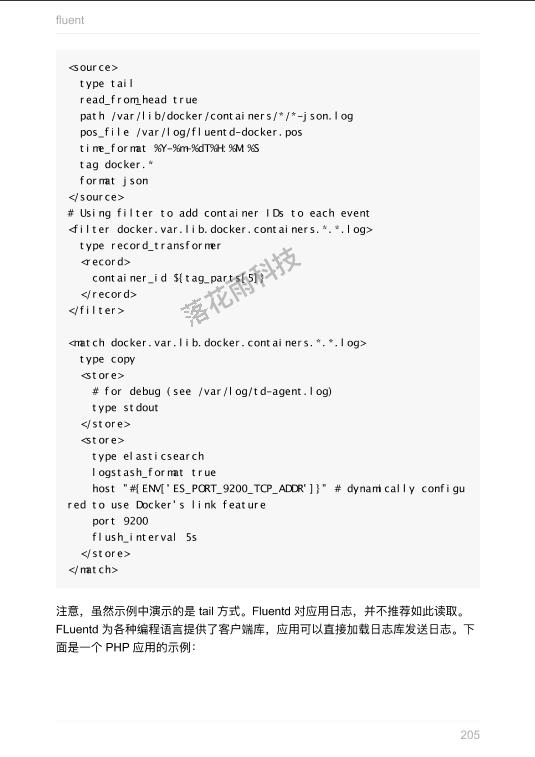 fluent
<source>
  type tail
  read_from_head true
  path /var/lib/docker/containers/*/*-json.log
  pos_file /var/log/fluentd-docker.pos
  time_format %Y-%m-%dT%H:%M:%S
  tag docker.*
  format json
</source>
# Using filter to add container IDs to each event
<filter docker.var.lib.docker.containers.*.*.log>
  type record_transformer
  <record>
    container_id ${tag_parts[5]}
  </record>
</filter>
落花雨科技
<match docker.var.lib.docker.containers.*.*.log>
  type copy
  <store>
    # for debug (see /var/log/td-agent.log)
    type stdout
  </store>
  <store>
    type elasticsearch
    logstash_format true
    host "#{ENV['ES_PORT_9200_TCP_ADDR']}" # dynamically configu
red to use Docker's link feature
    port 9200
    flush_interval 5s
  </store>
</match>
注意，虽然示例中演示的是 tail 方式。Fluentd 对应用日志，并不推荐如此读取。
FLuentd 为各种编程语言提供了客户端库，应用可以直接加载日志库发送日志。下
面是一个 PHP 应用的示例：
205